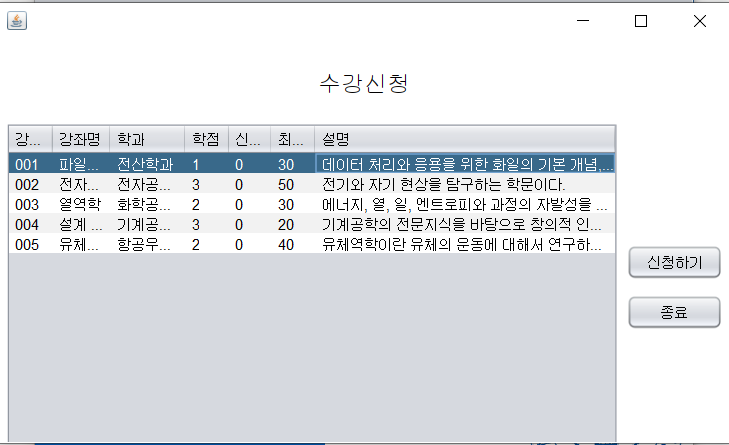 수강신청
강... 강좌명 학과 학점 신... 최... 설명
001 파일... 전산학과 1 0 30 데이터 처리와 응용을 위한 화일의 기본 개념,...
002 전자... 전자공... 3 0 50 전기와 자기 현상을 탐구하는 학문이다.
003 열역학 화학공... 2 0 30 에너지, 열, 일, 엔트로피와 과정의 자발성을 ...
004 설계 ... 기계공... 3 0 20 기계공학의 전문지식을 바탕으로 창의적 인...
005 유체... 항공우... 2 0 40 유체역학이란 유체의 운동에 대해서 연구하...
신청하기
종료